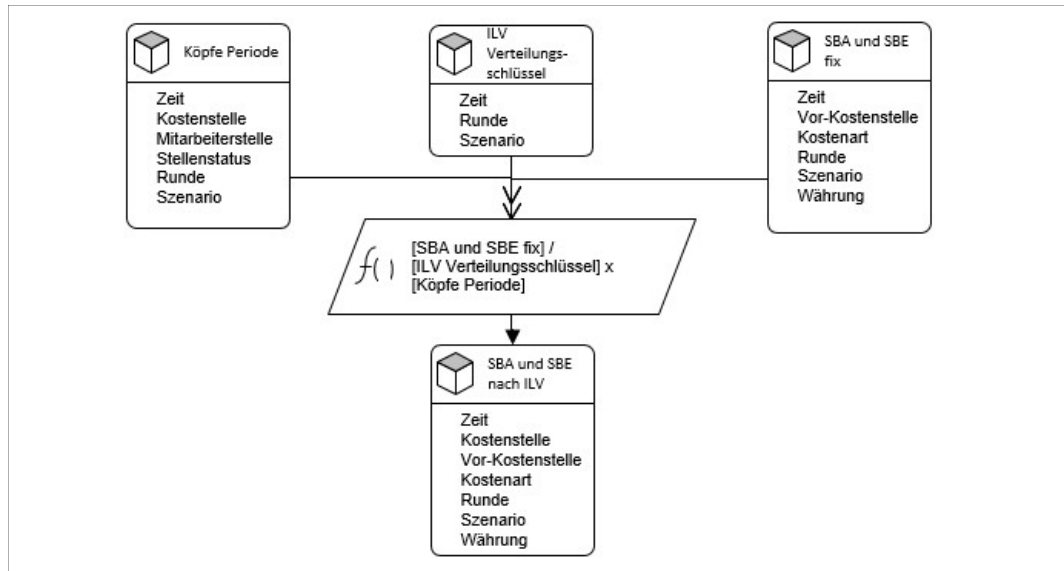 Köpfe Periode
Zeit
Kostenstelle
Mitarbeiterstelle
Stellenstatus
Runde
Szenario
ILV
Verteilungs-
schlüssel
Zeit
Runde
Szenario
SBA und SBE
fix
Zeit
Vor-Kostenstelle
Kostenart
Runde
Szenario
Währung
f( )
[SBA und SBE fix] /
[ILV Verteilungsschlüssel] x
[Köpfe Periode]
SBA und SBE
nach ILV
Zeit
Kostenstelle
Vor-Kostenstelle
Kostenart
Runde
Szenario
Währung